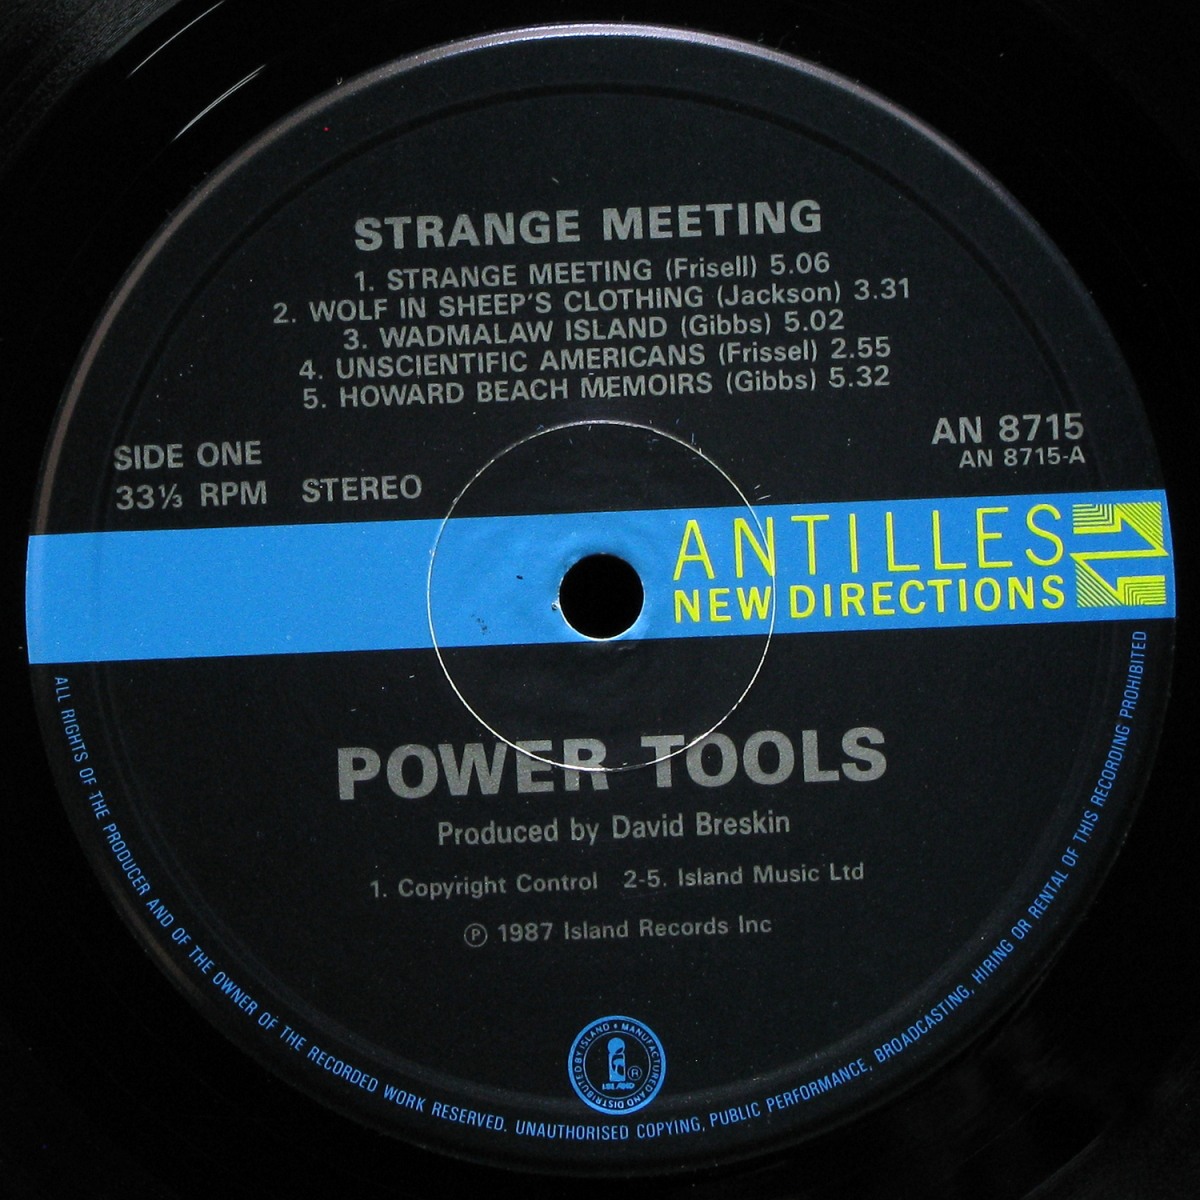 STRANGE MEETING
1. STRANGE MEETING (Frisell) 5.06
2. WOLF IN SHEEP'S CLOTHING (Jackson) 3.31
3. WADMALAW ISLAND (Gibbs) 5.02
4. UNSCIENTIFIC AMERICANS (Frissel) 2.55
5. HOWARD BEACH MEMOIRS (Gibbs) 5.32
SIDE ONE
33⅓ RPM STEREO
AN 8715
AN 8715-A
ANTILLES
NEW DIRECTIONS
POWER TOOLS
Produced by David Breskin
1. Copyright Control 2-5. Island Music Ltd
℗ 1987 Island Records Inc
ALL RIGHTS OF THE PRODUCER AND OF THE OWNER OF THE RECORDED WORK RESERVED. UNAUTHORISED COPYING, PUBLIC PERFORMANCE, BROADCASTING, HIRING OR RENTAL OF THIS RECORDING PROHIBITED
MANUFACTURED AND DISTRIBUTED BY ISLAND
ISLAND ®